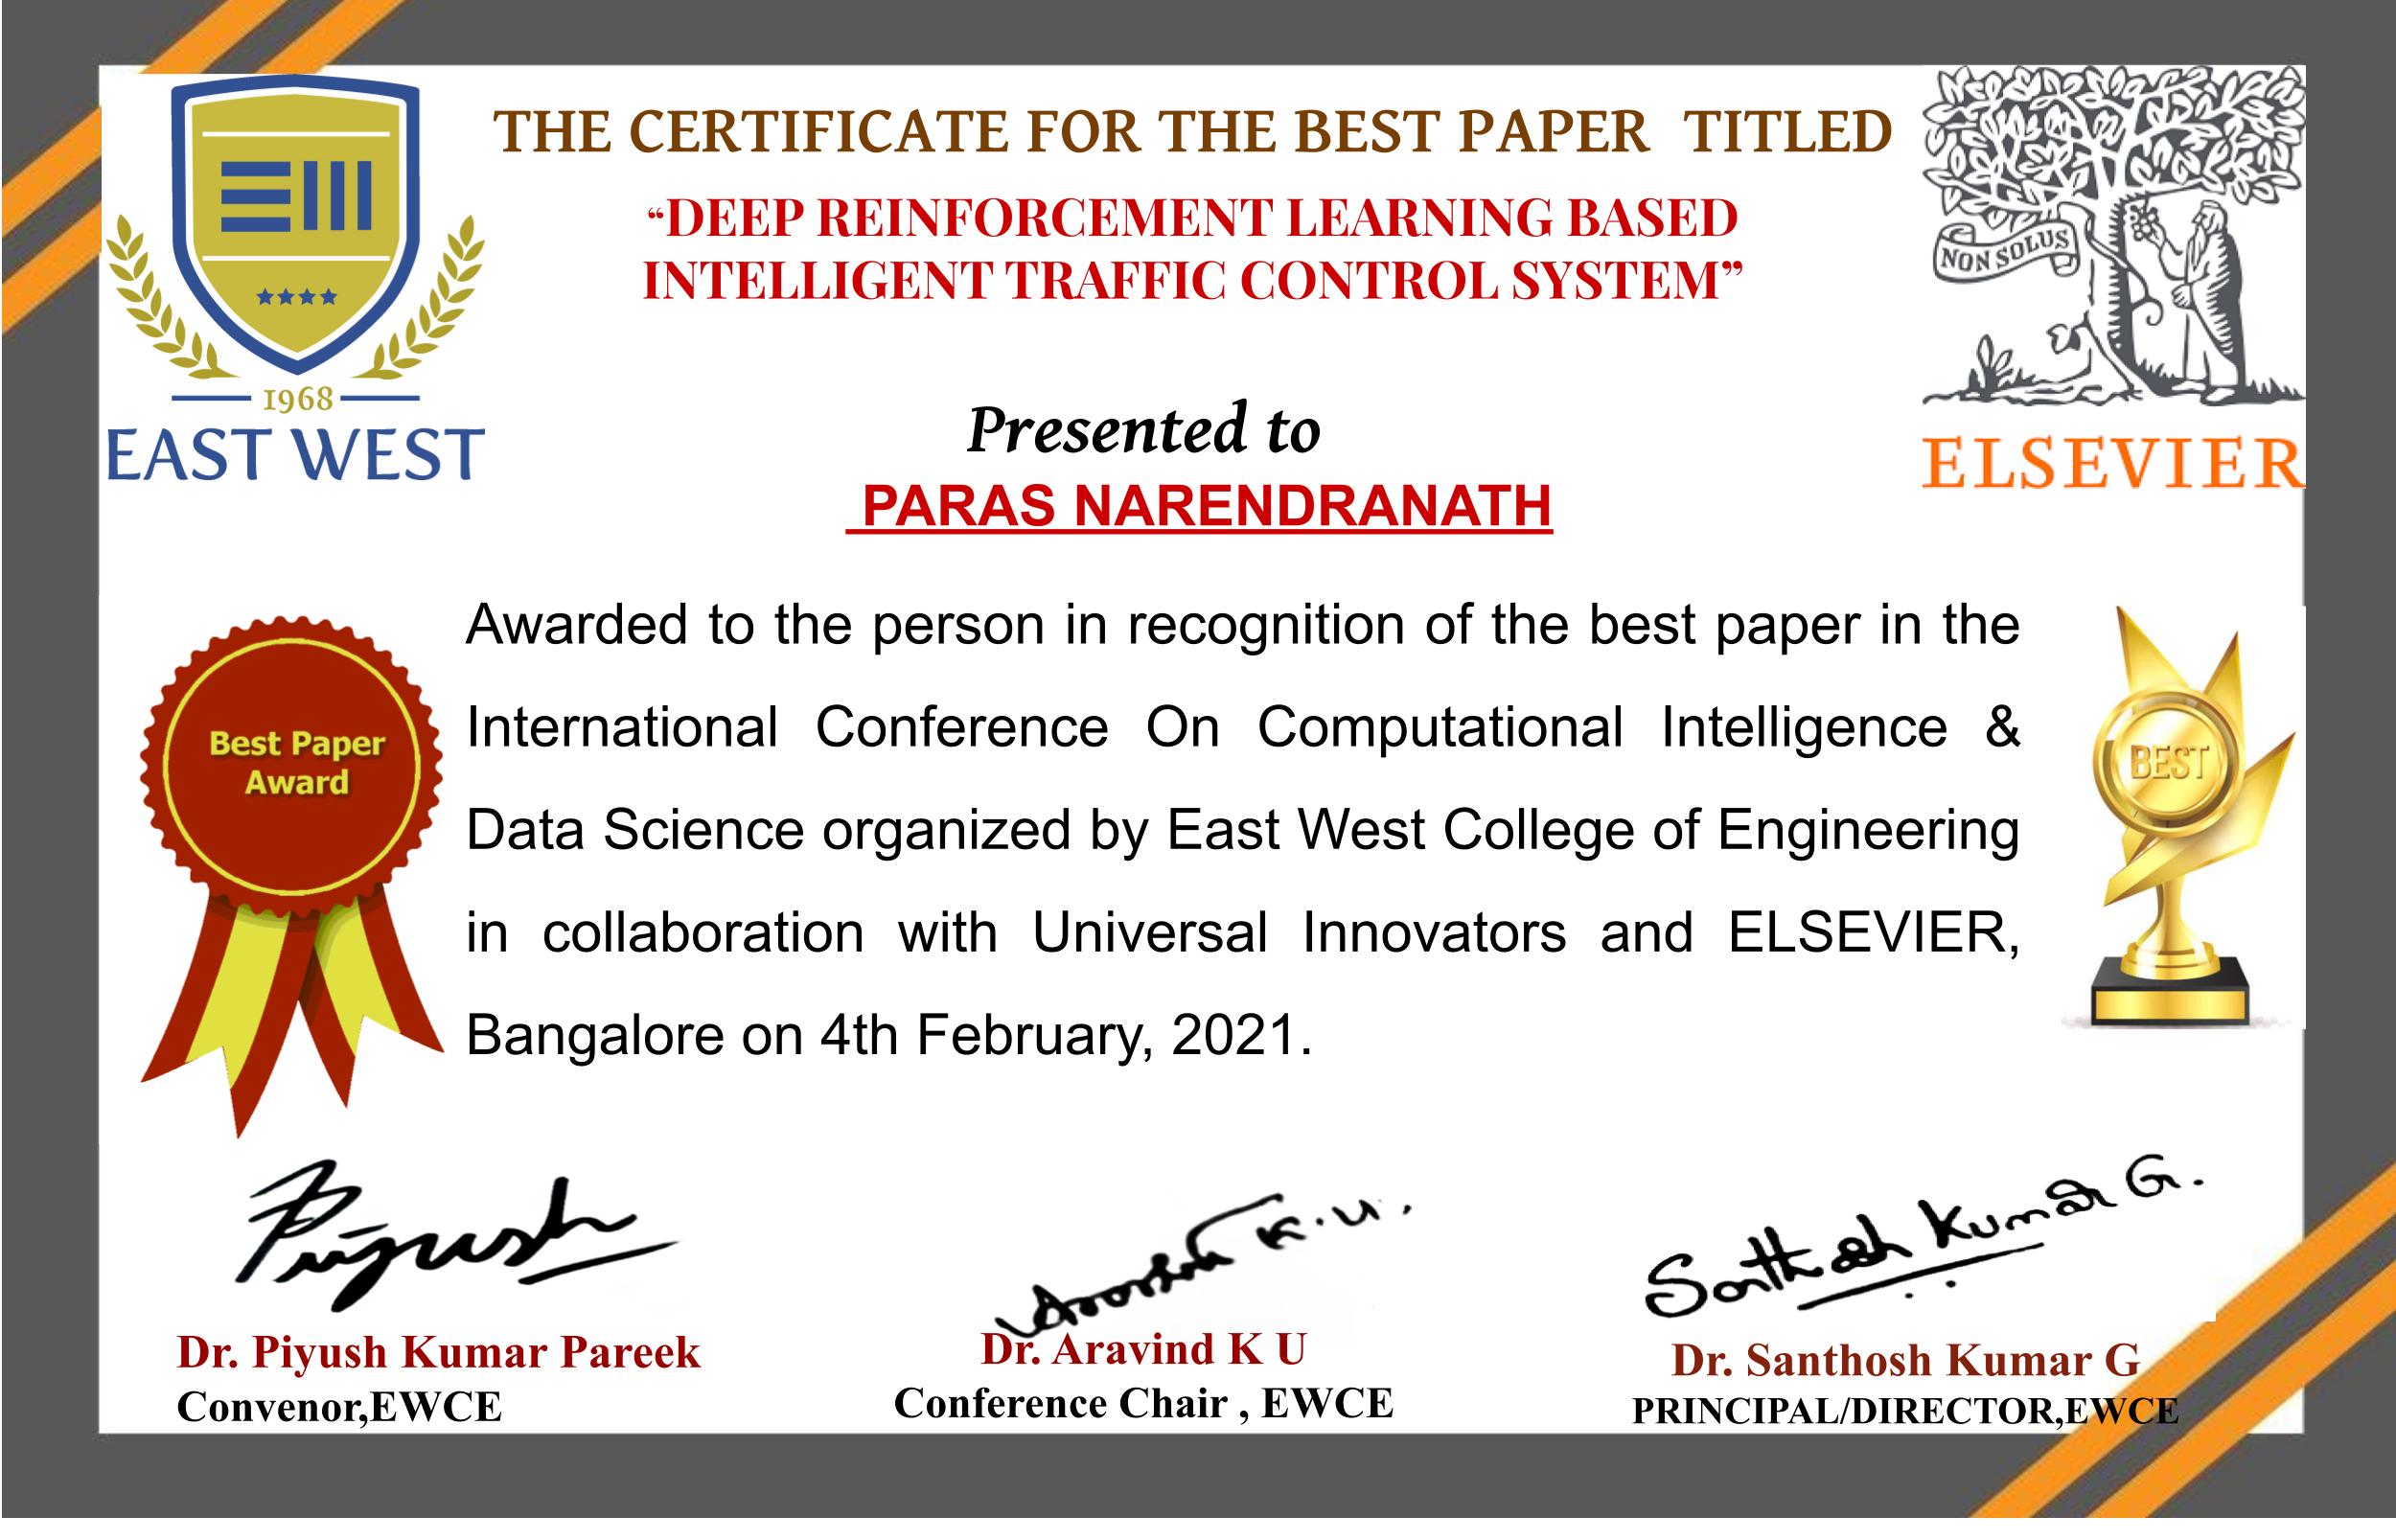 THE CERTIFICATE FOR THE BEST PAPER TITLED
“DEEP REINFORCEMENT LEARNING BASED
INTELLIGENT TRAFFIC CONTROL SYSTEM”
EW
1968
EAST WEST
NON SOLUS
ELSEVIER
Presented to
PARAS NARENDRANATH
Awarded to the person in recognition of the best paper in the
International Conference On Computational Intelligence &
Data Science organized by East West College of Engineering
in collaboration with Universal Innovators and ELSEVIER,
Bangalore on 4th February, 2021.
Best Paper
Award
BEST
Piyush
Aravind K.U.
Santhosh Kumar G.
Dr. Piyush Kumar Pareek
Convenor,EWCE
Dr. Aravind K U
Conference Chair , EWCE
Dr. Santhosh Kumar G
PRINCIPAL/DIRECTOR,EWCE